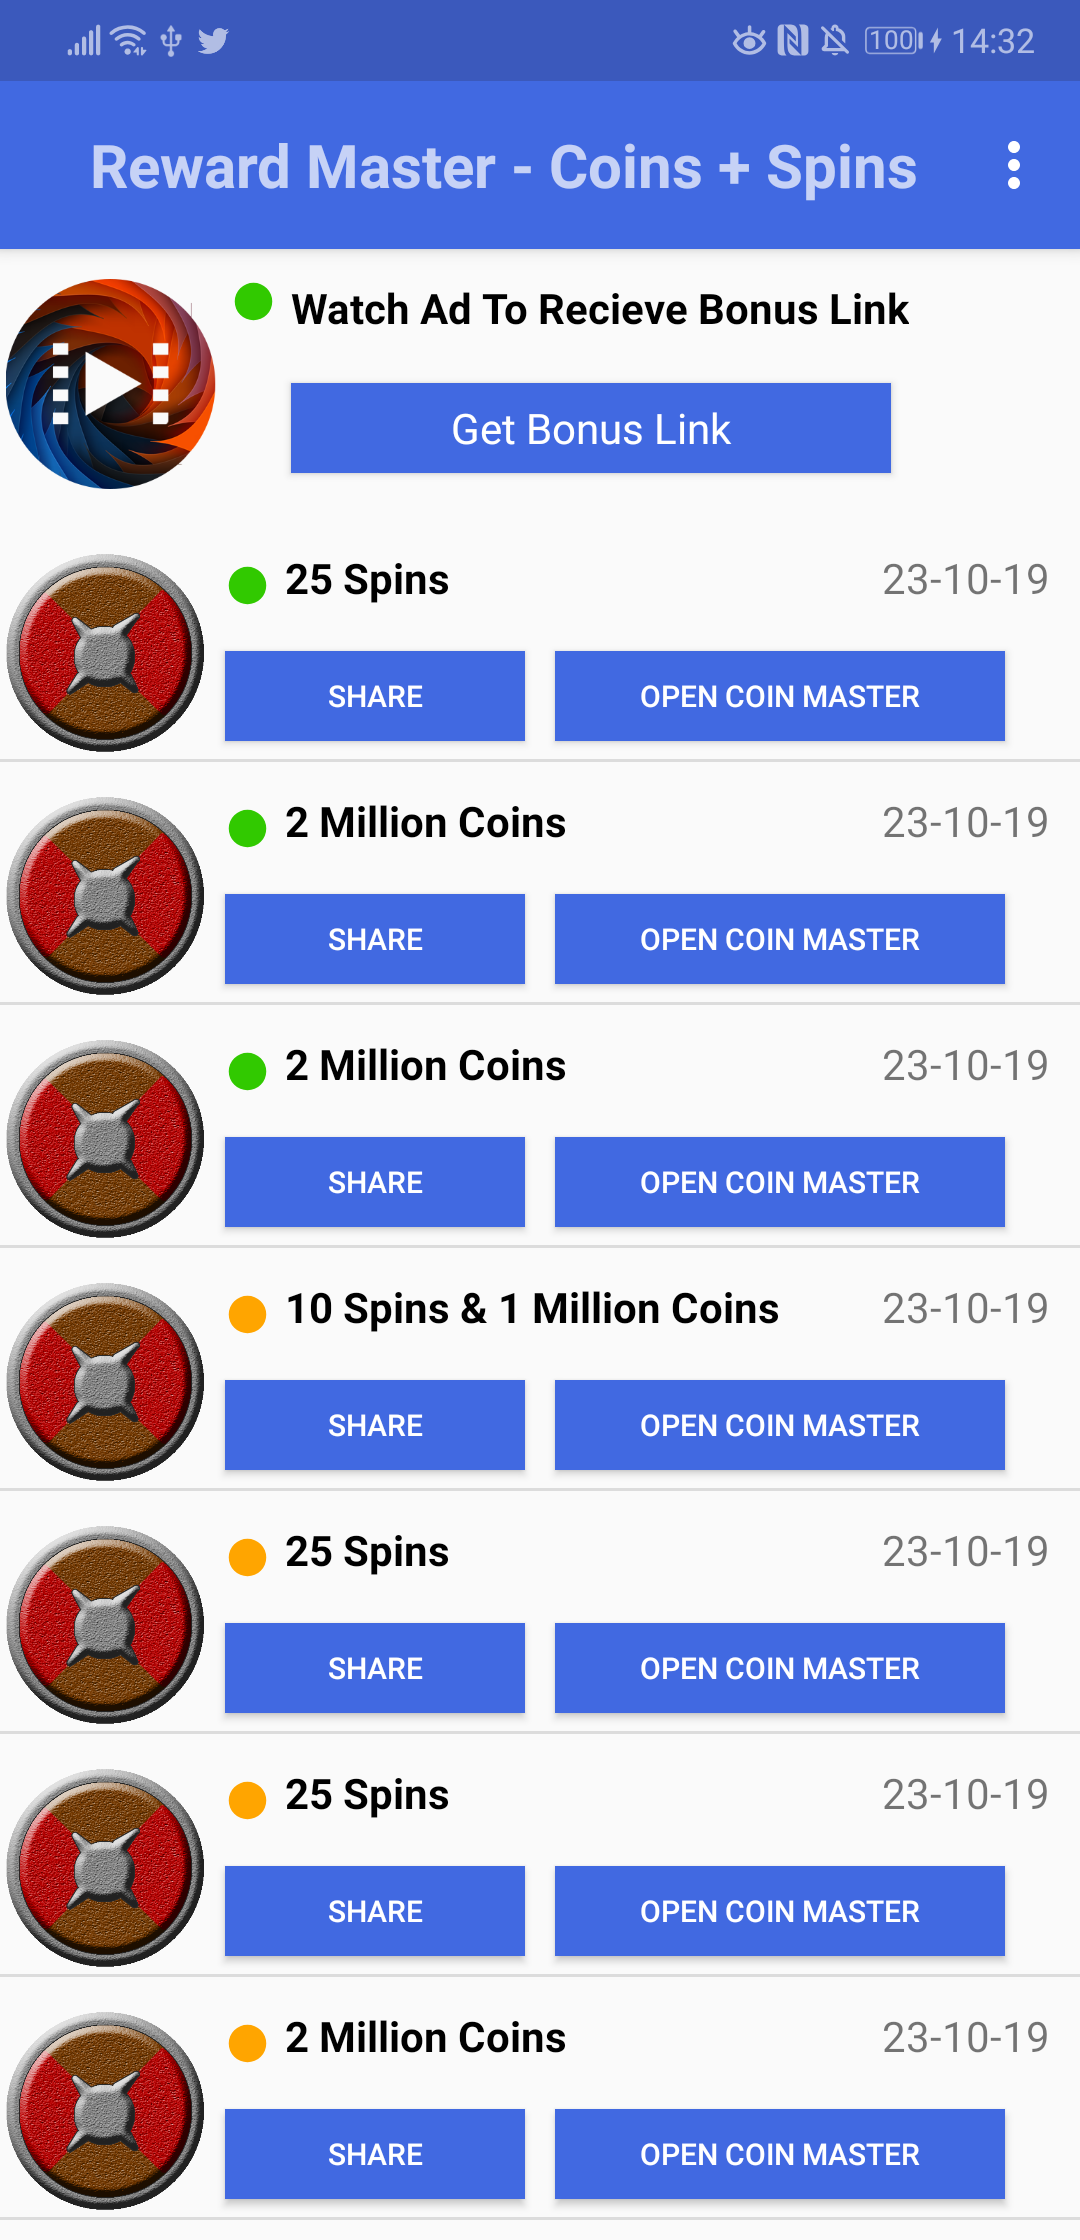 100 14:32
Reward Master - Coins + Spins
Watch Ad To Recieve Bonus Link
Get Bonus Link
25 Spins 23-10-19
SHARE OPEN COIN MASTER
2 Million Coins 23-10-19
SHARE OPEN COIN MASTER
2 Million Coins 23-10-19
SHARE OPEN COIN MASTER
10 Spins & 1 Million Coins 23-10-19
SHARE OPEN COIN MASTER
25 Spins 23-10-19
SHARE OPEN COIN MASTER
25 Spins 23-10-19
SHARE OPEN COIN MASTER
2 Million Coins 23-10-19
SHARE OPEN COIN MASTER